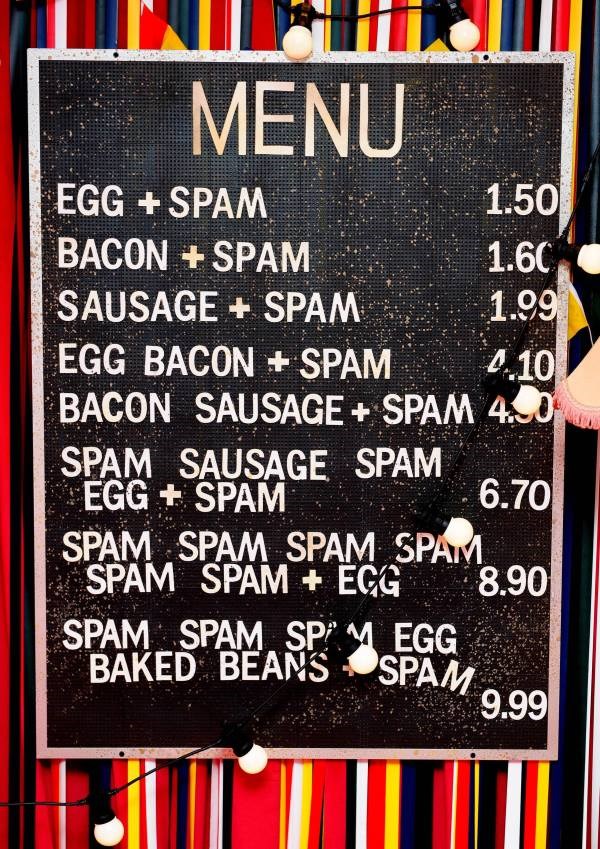 MENU
EGG + SPAM 1.50
BACON + SPAM 1.60
SAUSAGE + SPAM 1.99
EGG BACON + SPAM 4.10
BACON SAUSAGE + SPAM
SPAM SAUSAGE SPAM
EGG + SPAM 6.70
SPAM SPAM SPAM SPAM
SPAM SPAM + EGG 8.90
SPAM SPAM SPAM EGG
BAKED BEANS + SPAM
9.99